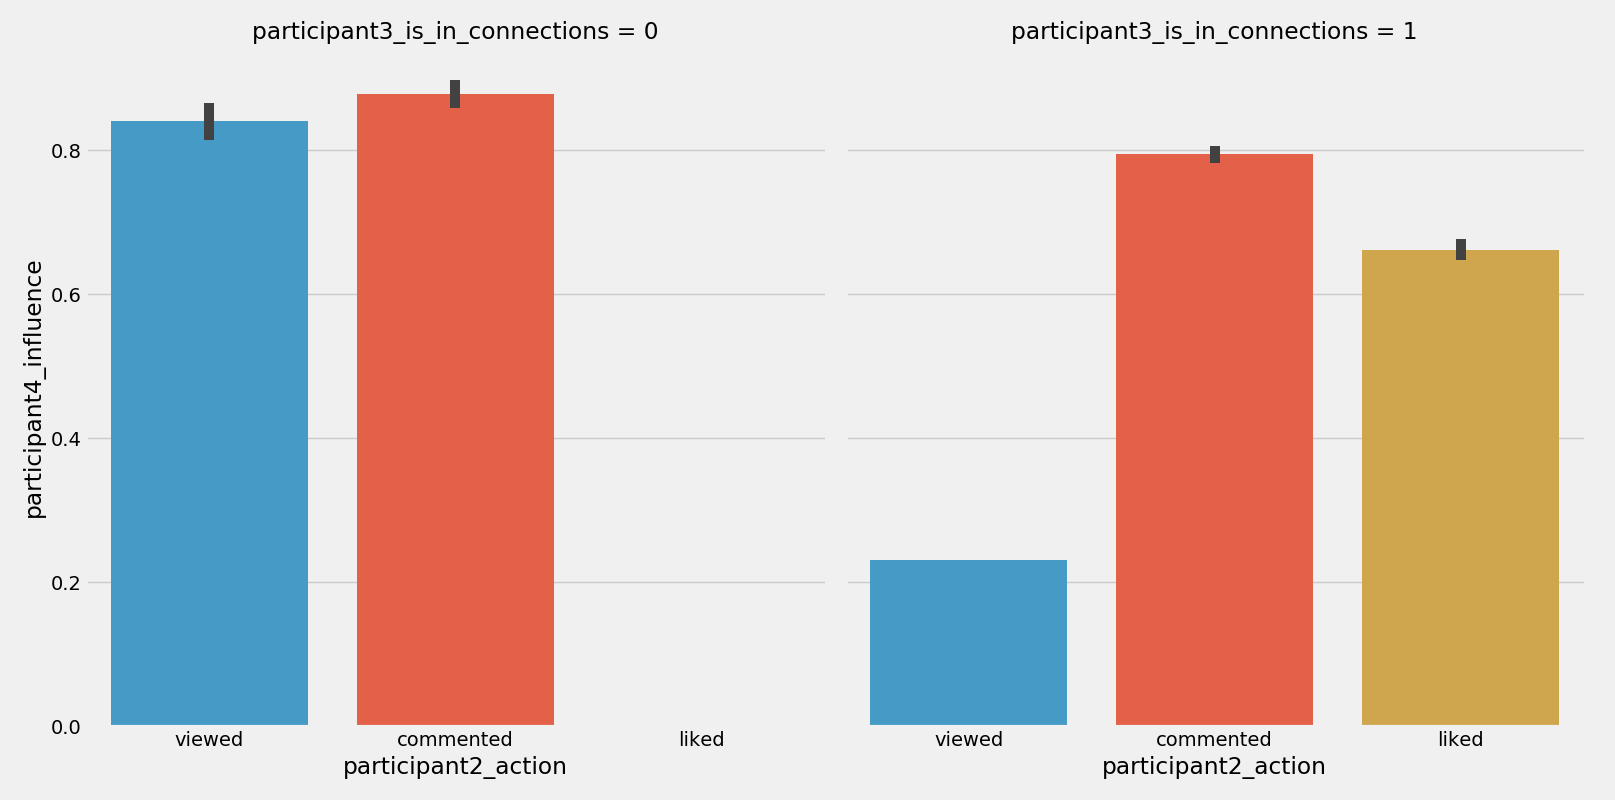 participant3_is_in_connections = 0
participant3_is_in_connections = 1
participant4_influence
0.8
0.6
0.4
0.2
0.0
viewed commented liked
viewed commented liked
participant2_action
participant2_action